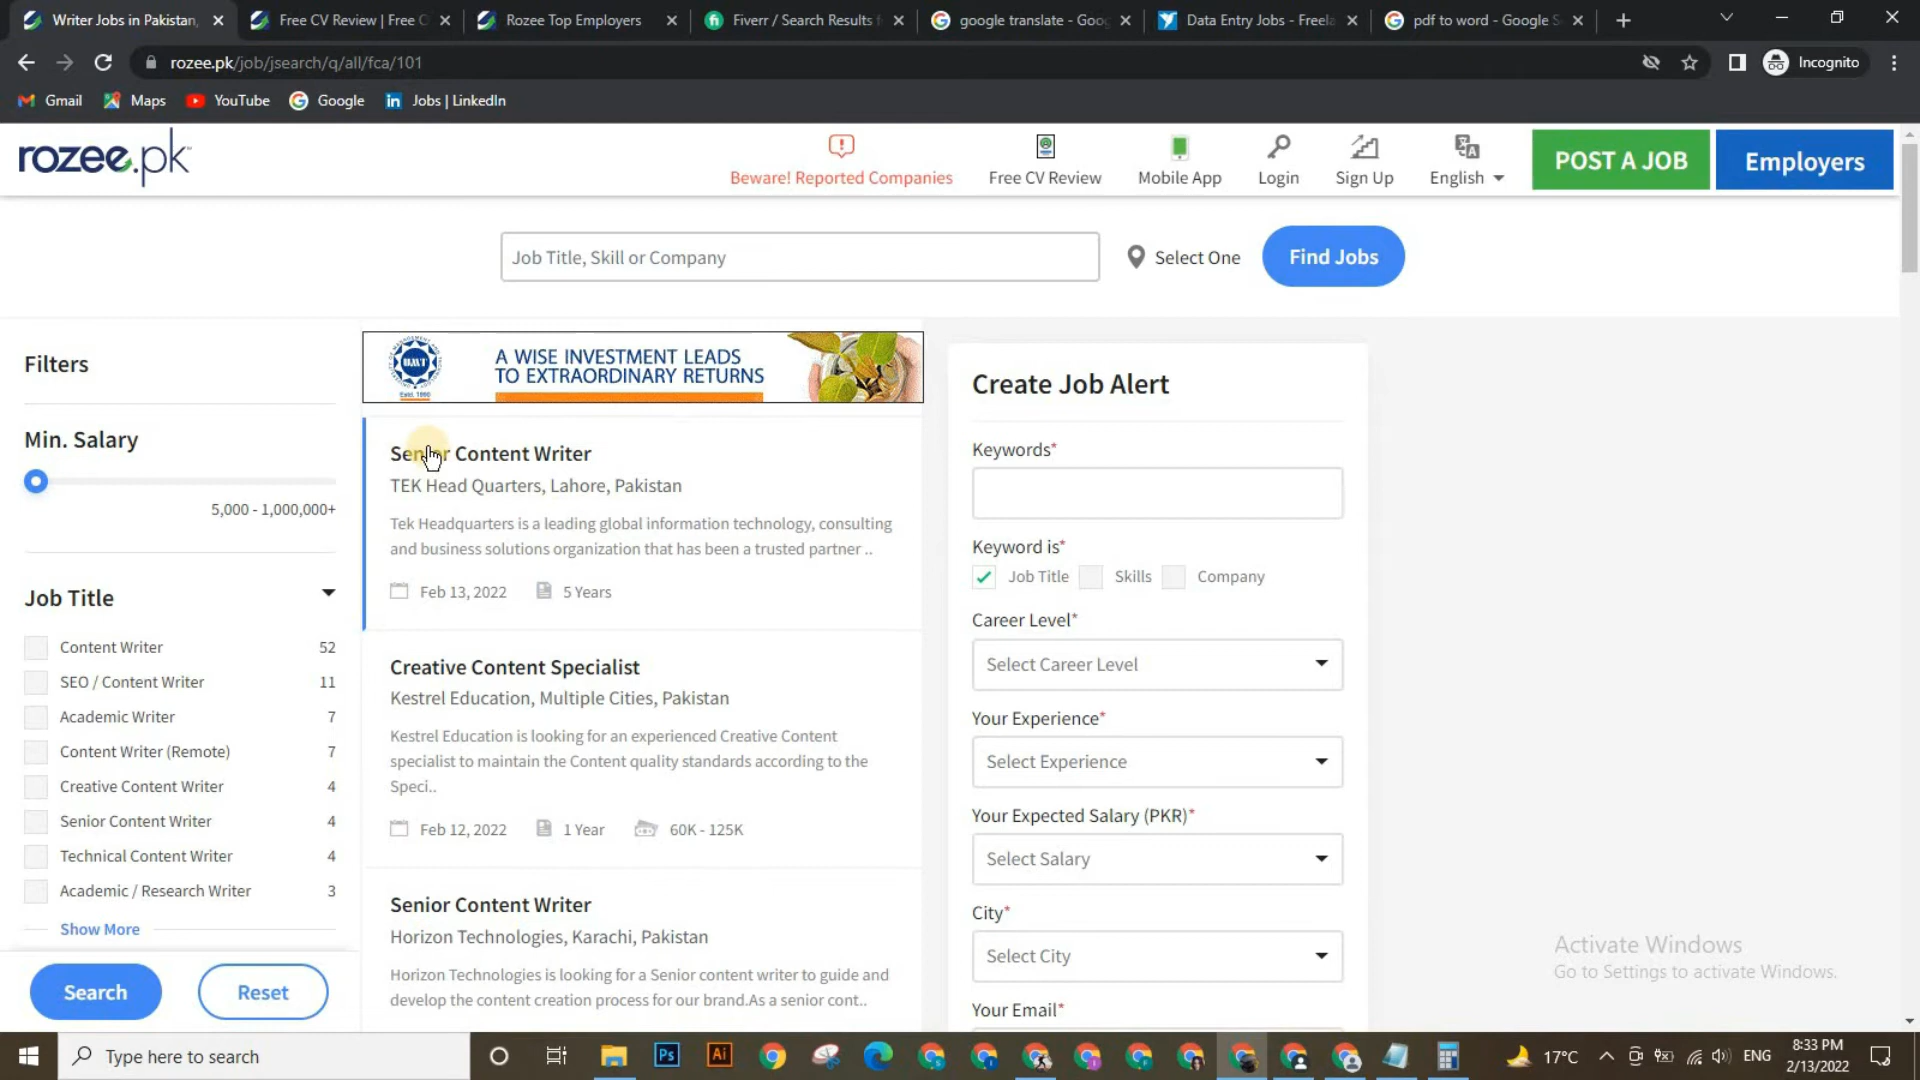 Writer Jobs in Pakistan,
Free CV Review | Free C
Rozee Top Employers
Fiverr / Search Results f
google translate - Goog
Data Entry Jobs - Freela
pdf to word - Google S
rozee.pk/job/jsearch/q/all/fca/101
Incognito
Gmail
Maps
YouTube
Google
Jobs | LinkedIn
rozee.pk
Beware! Reported Companies
Free CV Review
Mobile App
Login
Sign Up
English
POST A JOB
Employers
Job Title, Skill or Company
Select One
Find Jobs
Filters
Min. Salary
5,000 - 1,000,000+
Job Title
Content Writer 52
SEO / Content Writer 11
Academic Writer 7
Content Writer (Remote) 7
Creative Content Writer 4
Senior Content Writer 4
Technical Content Writer 4
Academic / Research Writer 3
Show More
Search
Reset
A WISE INVESTMENT LEADS
TO EXTRAORDINARY RETURNS
Senior Content Writer
TEK Head Quarters, Lahore, Pakistan
Tek Headquarters is a leading global information technology, consulting
and business solutions organization that has been a trusted partner ..
Feb 13, 2022
5 Years
Creative Content Specialist
Kestrel Education, Multiple Cities, Pakistan
Kestrel Education is looking for an experienced Creative Content
specialist to maintain the Content quality standards according to the
Speci..
Feb 12, 2022
1 Year
60K - 125K
Senior Content Writer
Horizon Technologies, Karachi, Pakistan
Horizon Technologies is looking for a Senior content writer to guide and
develop the content creation process for our brand.As a senior cont..
Create Job Alert
Keywords*
Keyword is*
Job Title
Skills
Company
Career Level*
Select Career Level
Your Experience*
Select Experience
Your Expected Salary (PKR)*
Select Salary
City*
Select City
Your Email*
Activate Windows
Go to Settings to activate Windows.
Type here to search
Ps
Ai
17°C
ENG
8:33 PM
2/13/2022